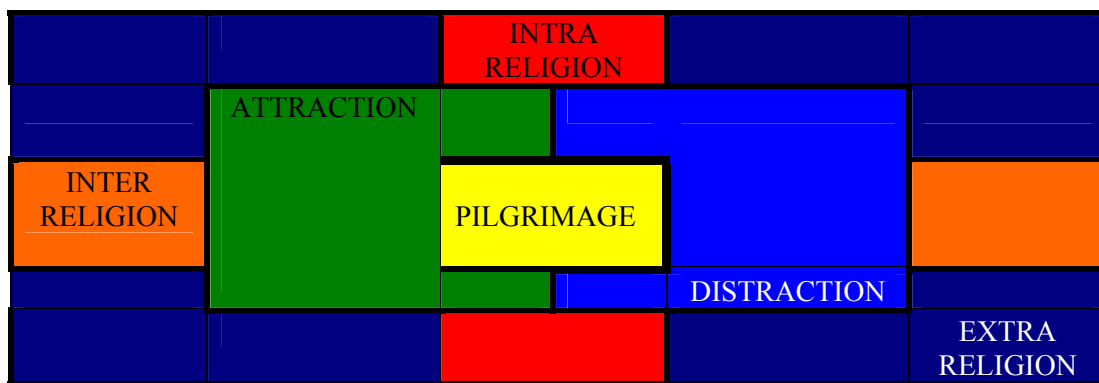 INTRA
RELIGION
ATTRACTION
INTER
RELIGION
PILGRIMAGE
DISTRACTION
EXTRA
RELIGION